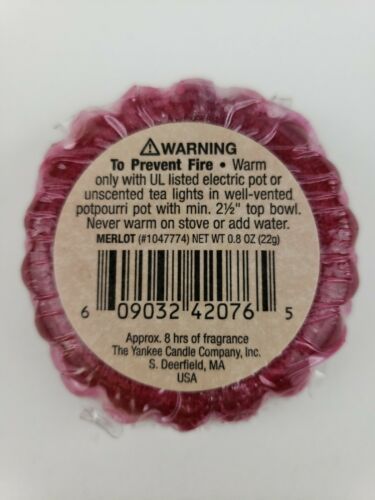 ⚠WARNING
To Prevent Fire • Warm
only with UL listed electric pot or
unscented tea lights in well-vented
potpourri pot with min. 2½" top bowl.
Never warm on stove or add water.
MERLOT (#1047774) NET WT 0.8 OZ (22g)
6 09032 42076 5
Approx. 8 hrs of fragrance
The Yankee Candle Company, Inc.
S. Deerfield, MA
USA